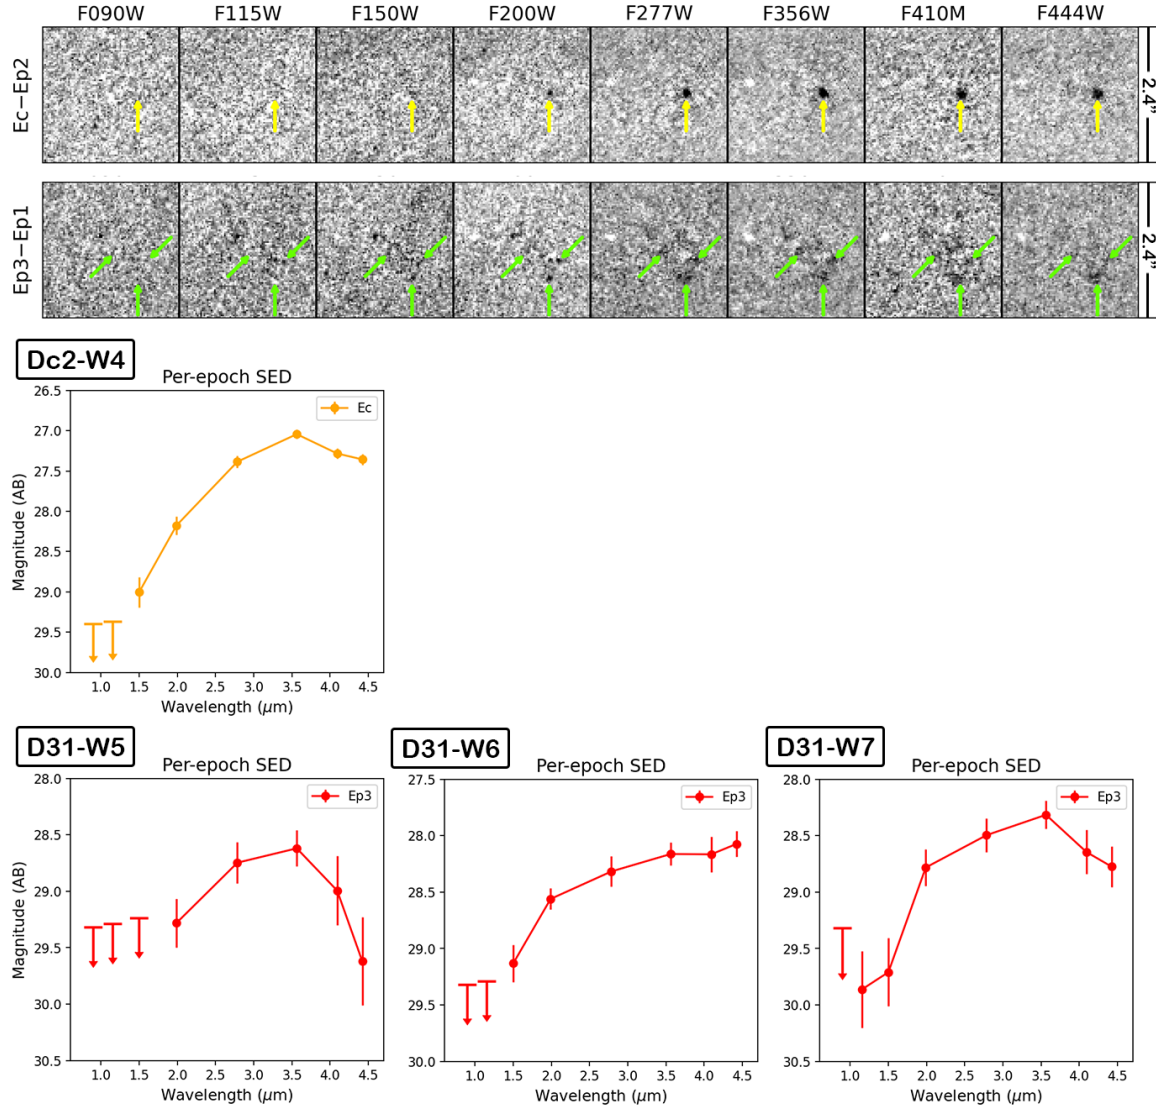 F090W F115W F150W F200W F277W F356W F410M F444W
Ec−Ep2
2.4”
Ep3−Ep1
2.4”
Dc2-W4
Per-epoch SED
Ec
26.5
27.0
27.5
28.0
28.5
29.0
29.5
30.0
Magnitude (AB)
1.0 1.5 2.0 2.5 3.0 3.5 4.0 4.5
Wavelength (μm)
D31-W5
Per-epoch SED
Ep3
28.0
28.5
29.0
29.5
30.0
30.5
Magnitude (AB)
1.0 1.5 2.0 2.5 3.0 3.5 4.0 4.5
Wavelength (μm)
D31-W6
Per-epoch SED
Ep3
27.5
28.0
28.5
29.0
29.5
30.0
1.0 1.5 2.0 2.5 3.0 3.5 4.0 4.5
Wavelength (μm)
D31-W7
Per-epoch SED
Ep3
28.0
28.5
29.0
29.5
30.0
30.5
1.0 1.5 2.0 2.5 3.0 3.5 4.0 4.5
Wavelength (μm)